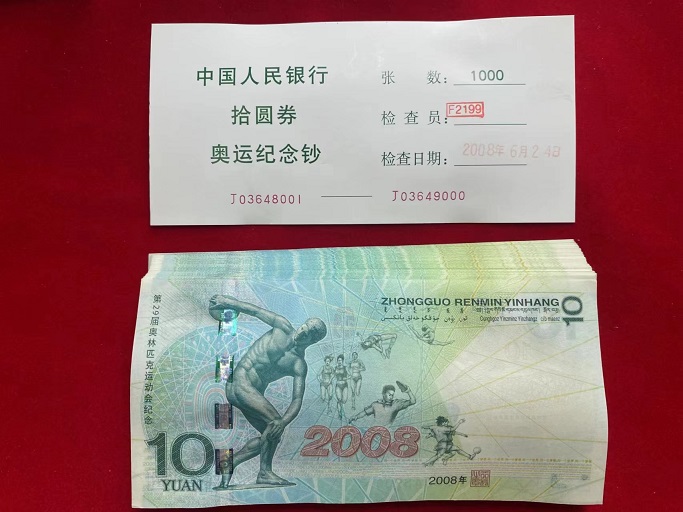 中国人民银行
拾圆券
奥运纪念钞
张 数: 1000
检查员: F2199
检查日期: 2008年6月24日
J03648001 —— J03649000
第29届奥林匹克运动会纪念
ZHONGGUO RENMIN YINHANG
10
2008
10
YUAN
2008年